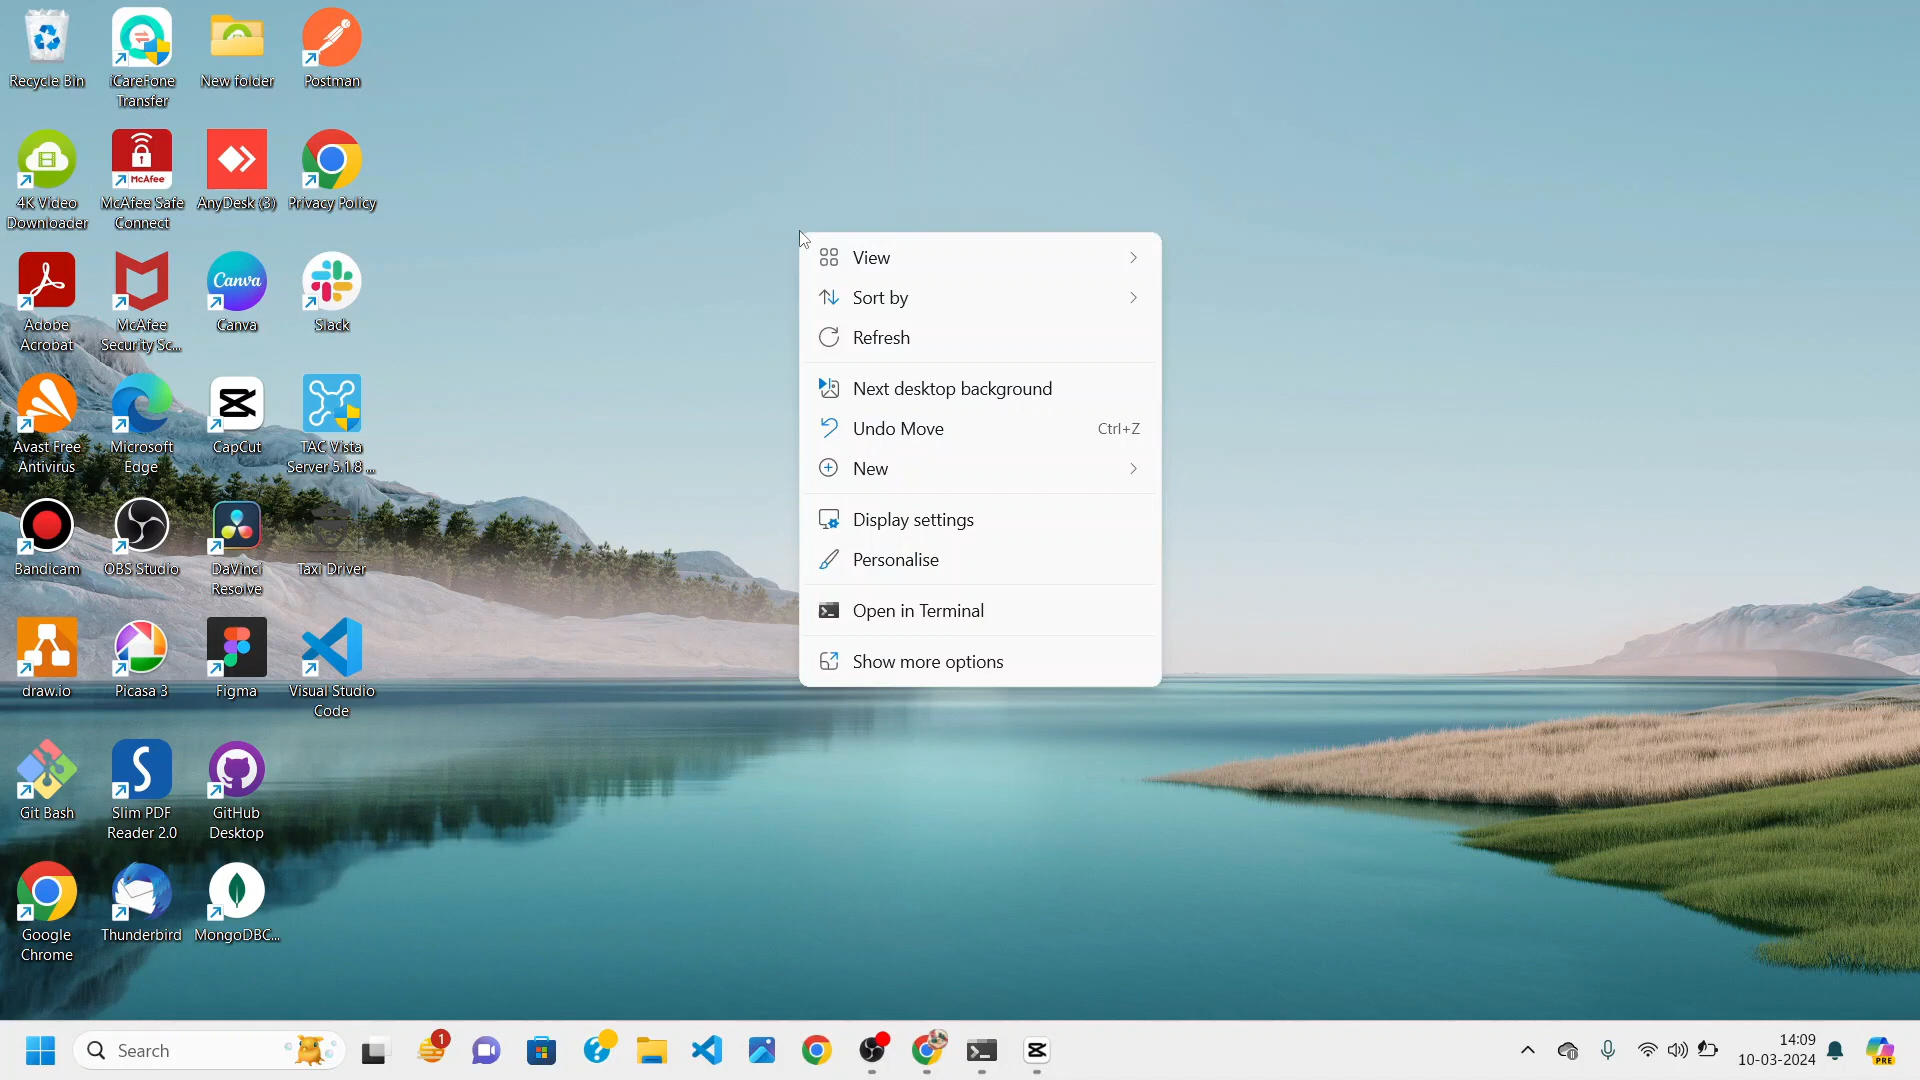 Recycle Bin
iCareFone
Transfer
New folder
Postman
4K Video
Downloader
McAfee
McAfee Safe
Connect
AnyDesk (3)
Privacy Policy
Adobe
Acrobat
McAfee
Security Sc...
Canva
Canva
Slack
Avast Free
Antivirus
Microsoft
Edge
CapCut
TAC Vista
Server 5.1.8 ...
Bandicam
OBS Studio
DaVinci
Resolve
Taxi Driver
draw.io
Picasa 3
Figma
Visual Studio
Code
Git Bash
Slim PDF
Reader 2.0
GitHub
Desktop
Google
Chrome
Thunderbird
MongoDBC...
View
Sort by
Refresh
Next desktop background
Undo Move Ctrl+Z
New
Display settings
Personalise
Open in Terminal
Show more options
Search
1
14:09
10-03-2024
PRE